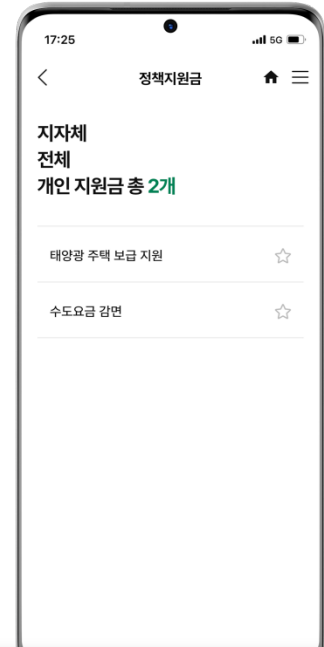 17:25
5G
정책지원금
지자체
전체
개인 지원금 총 2개
태양광 주택 보급 지원
수도요금 감면